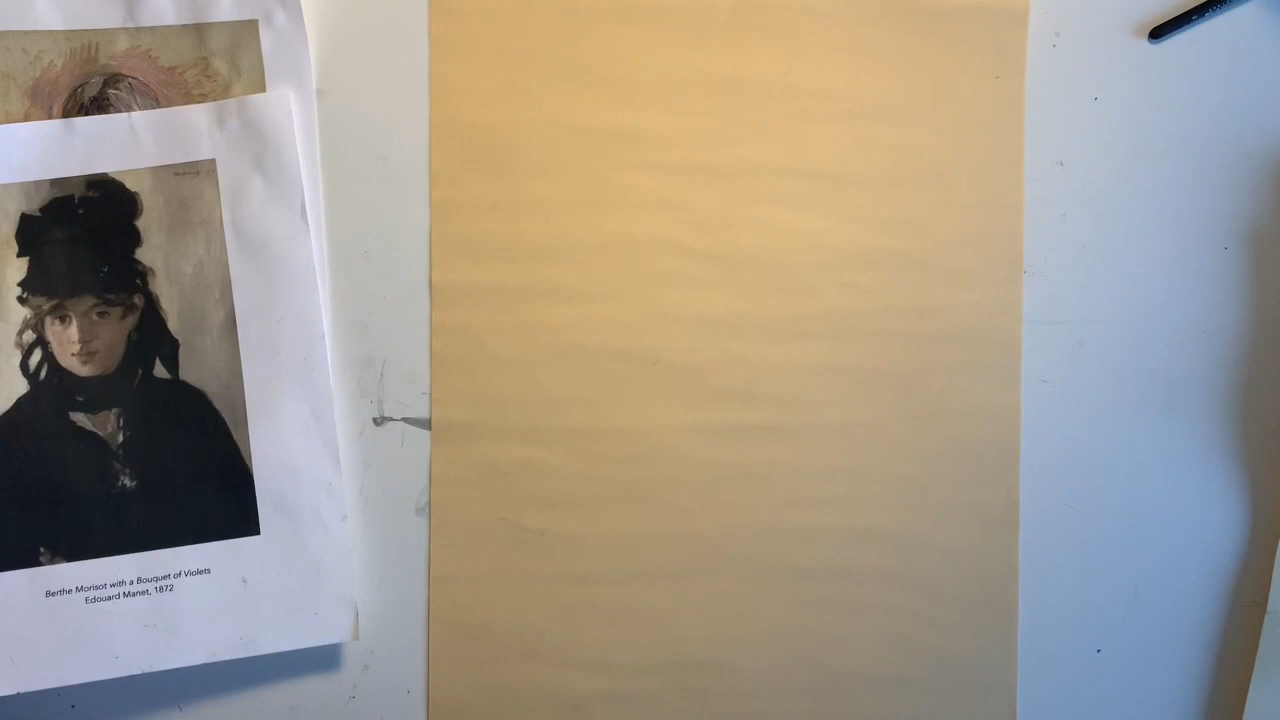 Berthe Morisot with a Bouquet of Violets
Edouard Manet, 1872